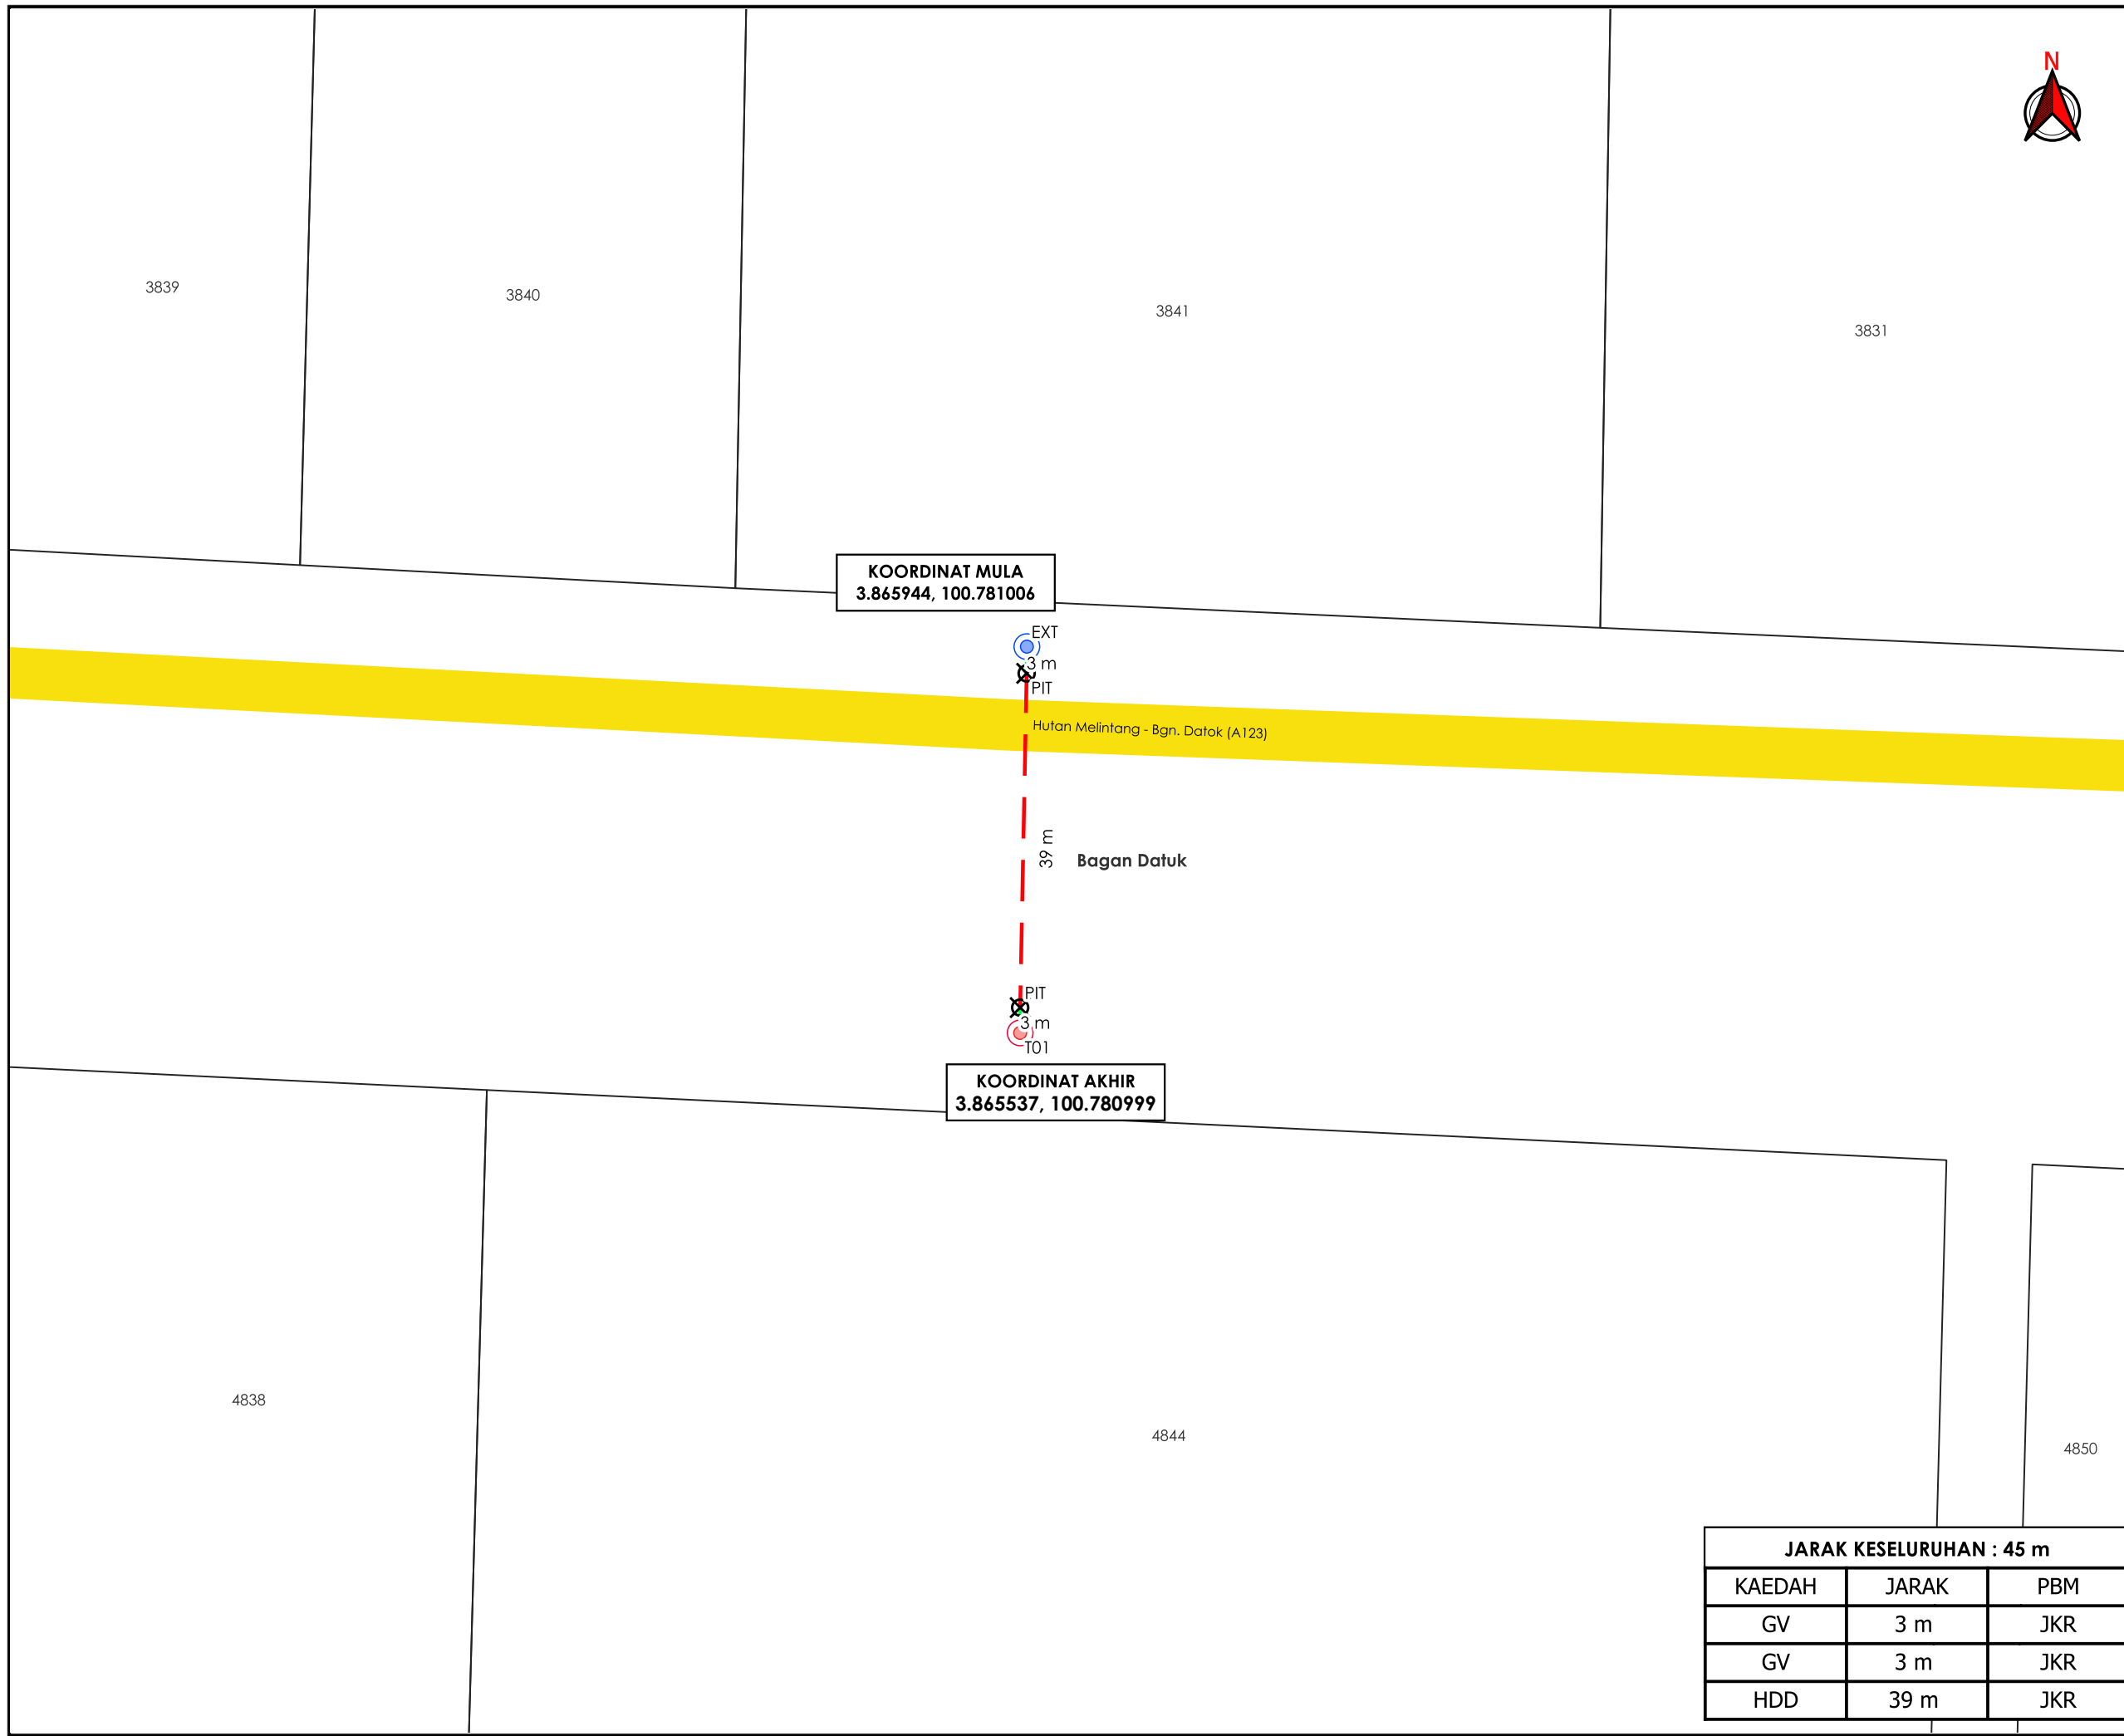 N
3839
3840
3841
3831
KOORDINAT MULA
3.865944, 100.781006
EXT
3 m
PIT
Hutan Melintang - Bgn. Datok (A123)
39 m
Bagan Datuk
PIT
3 m
T01
KOORDINAT AKHIR
3.865537, 100.780999
4838
4844
4850
JARAK KESELURUHAN : 45 m
KAEDAH JARAK PBM
GV 3 m JKR
GV 3 m JKR
HDD 39 m JKR